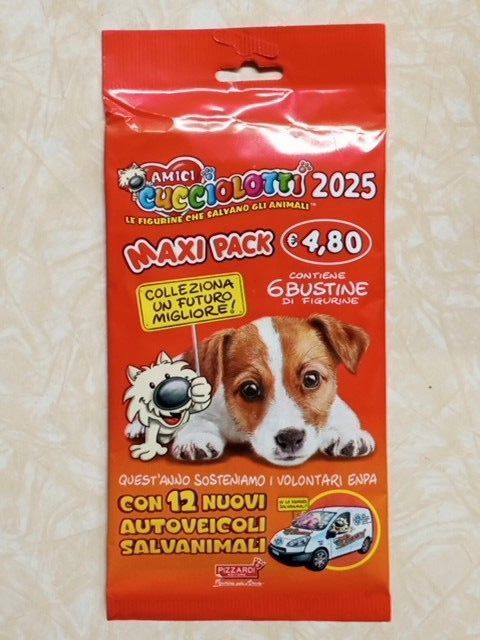 AMICI
CUCCIOLOTTI 2025
LE FIGURINE CHE SALVANO GLI ANIMALI™
MAXI PACK € 4,80
CONTIENE
6 BUSTINE
DI FIGURINE
COLLEZIONA
UN FUTURO
MIGLIORE!
QUEST'ANNO SOSTENIAMO I VOLONTARI ENPA
CON 12 NUOVI
AUTOVEICOLI
SALVANIMALI
PIZZARDI